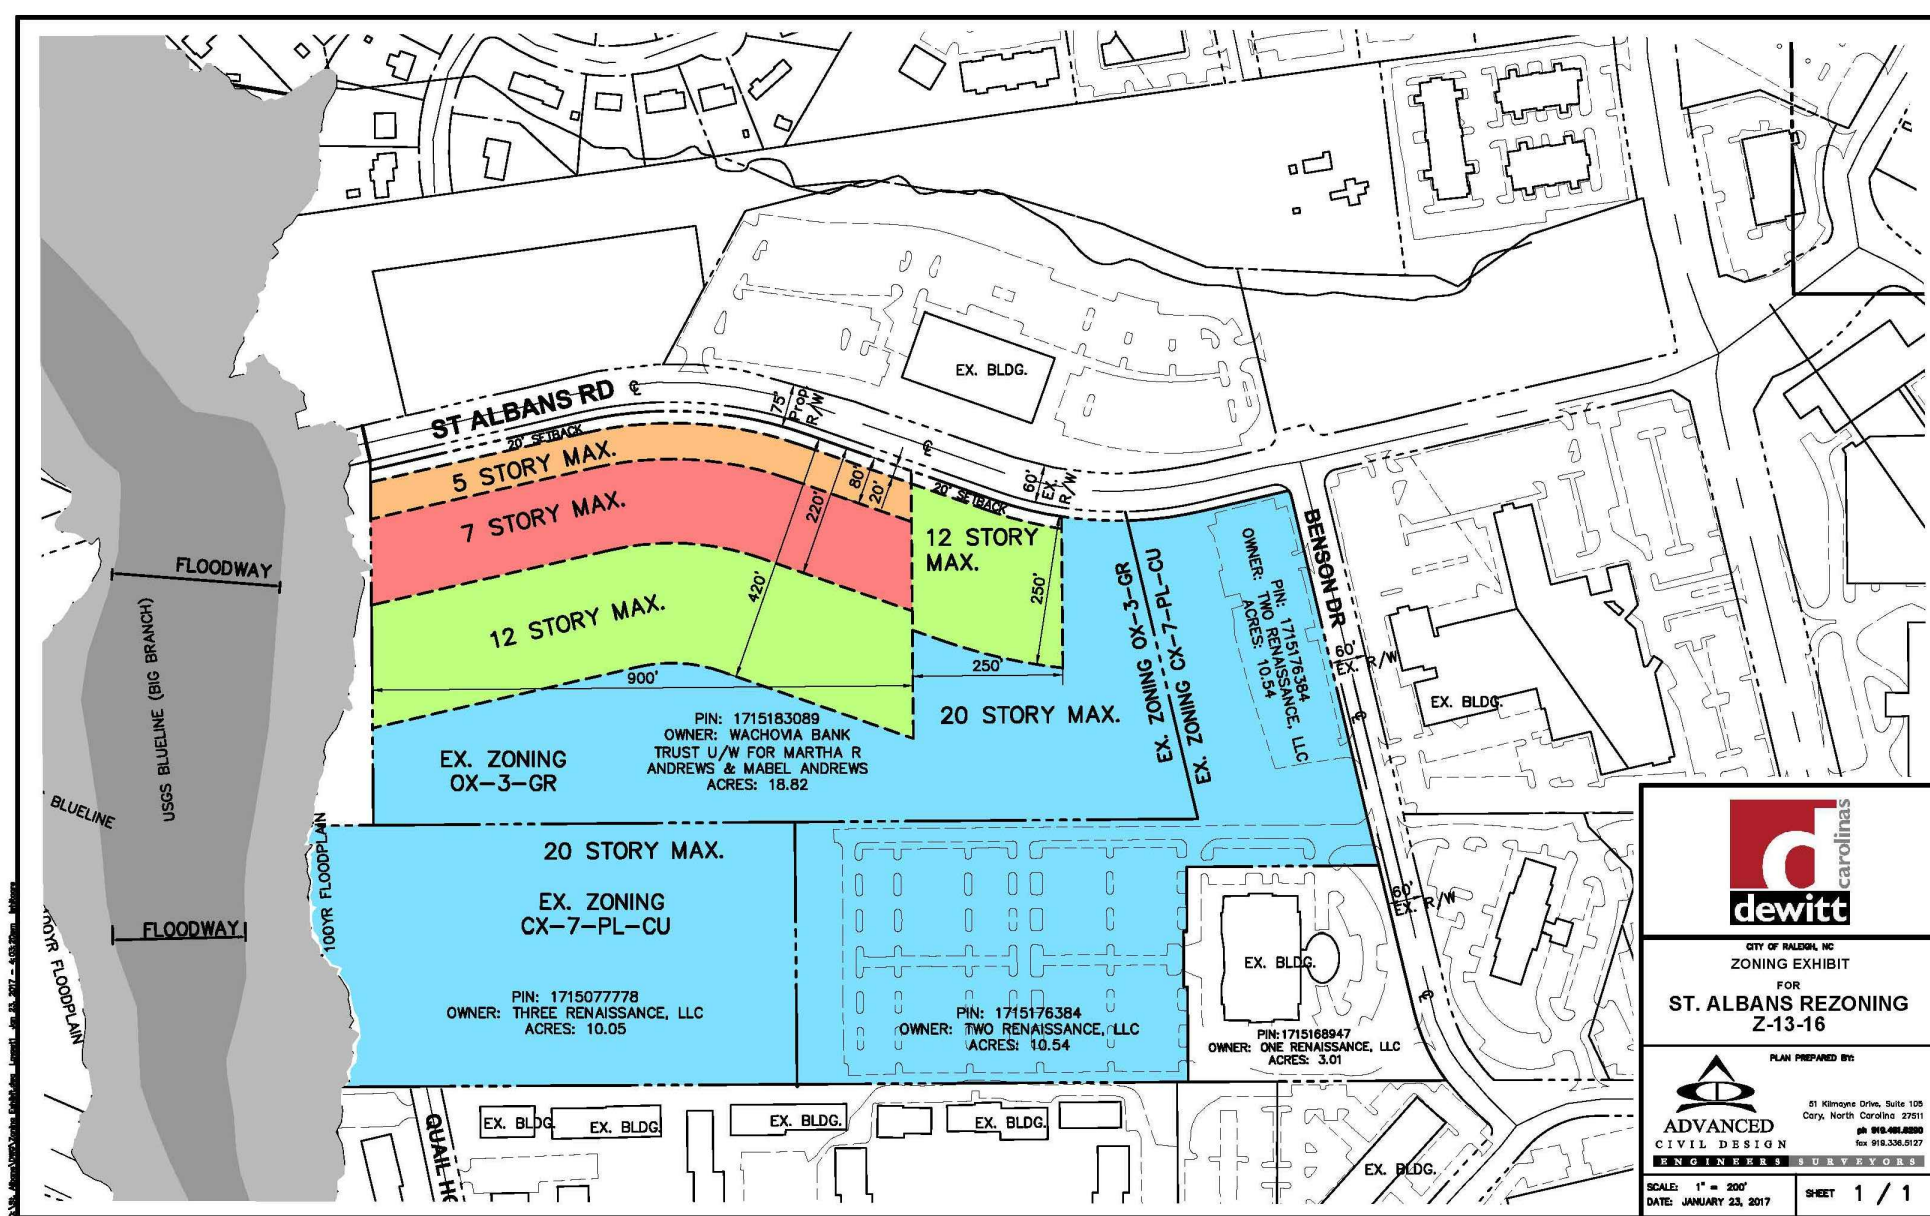 ST ALBANS RD
℄
75'
Prop.
R/W
EX. BLDG.
20' SETBACK
5 STORY MAX.
80'
20'
℄
60'
EX.
R/W
20' SETBACK
7 STORY MAX.
220'
12 STORY
MAX.
250'
12 STORY MAX.
420'
900'
250'
20 STORY MAX.
EX. ZONING OX-3-GR
EX. ZONING CX-7-PL-CU
PIN: 1715176384
OWNER: TWO RENAISSANCE, LLC
ACRES: 10.54
BENSON DR
60'
EX. R/W
℄
EX. BLDG.
FLOODWAY
USGS BLUELINE (BIG BRANCH)
BLUELINE
FLOODWAY
100YR FLOODPLAIN
100YR FLOODPLAIN
PIN: 1715183089
OWNER: WACHOVIA BANK
TRUST U/W FOR MARTHA R
ANDREWS & MABEL ANDREWS
ACRES: 18.82
EX. ZONING
OX-3-GR
20 STORY MAX.
EX. ZONING
CX-7-PL-CU
PIN: 1715077778
OWNER: THREE RENAISSANCE, LLC
ACRES: 10.05
PIN: 1715176384
OWNER: TWO RENAISSANCE, LLC
ACRES: 10.54
EX. BLDG.
PIN:1715168947
OWNER: ONE RENAISSANCE, LLC
ACRES: 3.01
60'
EX. R/W
℄
QUAIL
EX. BLDG.
EX. BLDG.
EX. BLDG.
EX. BLDG.
EX. BLDG.
d
carolinas
dewitt
CITY OF RALEIGH, NC
ZONING EXHIBIT
FOR
ST. ALBANS REZONING
Z-13-16
PLAN PREPARED BY:
ADVANCED
CIVIL DESIGN
ENGINEERS SURVEYORS
51 Kilmayne Drive, Suite 105
Cary, North Carolina 27511
fax 919.336.5127
SCALE: 1" = 200'
DATE: JANUARY 23, 2017
SHEET 1 / 1